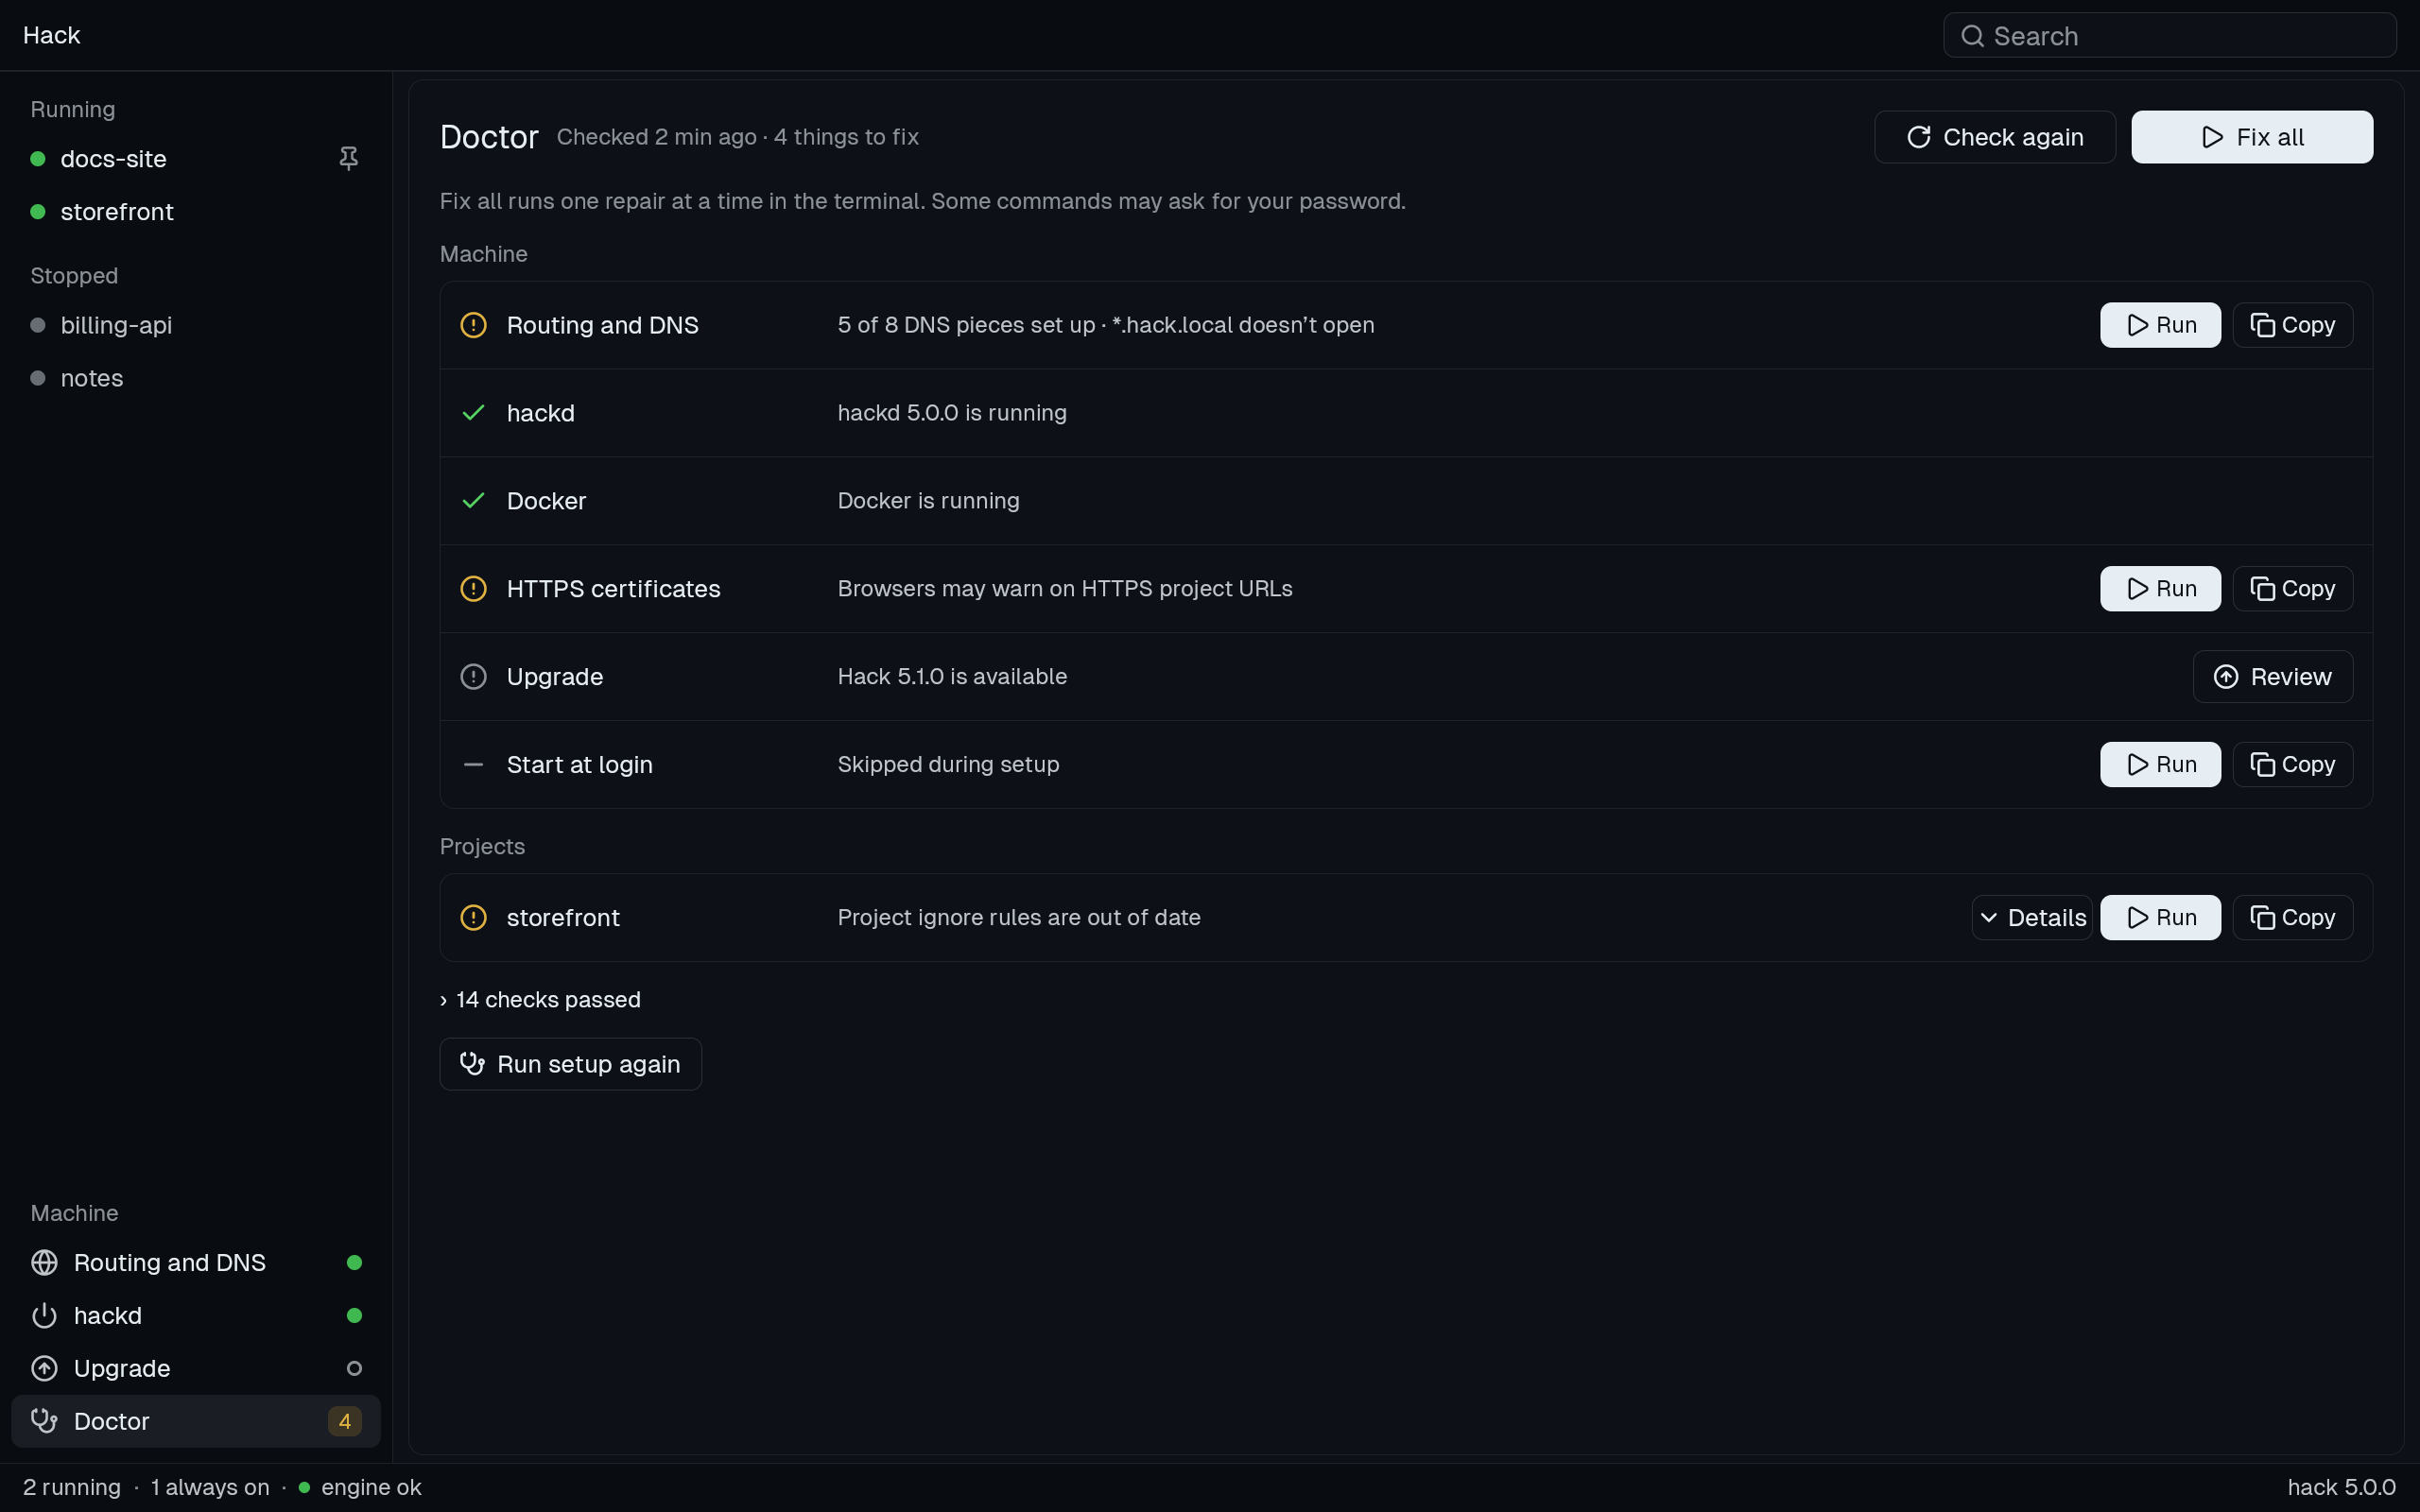 Hack
Search
Running
docs-site
storefront
Stopped
billing-api
notes
Machine
Routing and DNS
hackd
Upgrade
Doctor 4
Doctor Checked 2 min ago · 4 things to fix
Check again
Fix all
Fix all runs one repair at a time in the terminal. Some commands may ask for your password.
Machine
Routing and DNS 5 of 8 DNS pieces set up · *.hack.local doesn’t open Run Copy
hackd hackd 5.0.0 is running
Docker Docker is running
HTTPS certificates Browsers may warn on HTTPS project URLs Run Copy
Upgrade Hack 5.1.0 is available Review
Start at login Skipped during setup Run Copy
Projects
storefront Project ignore rules are out of date Details Run Copy
› 14 checks passed
Run setup again
2 running · 1 always on · engine ok
hack 5.0.0